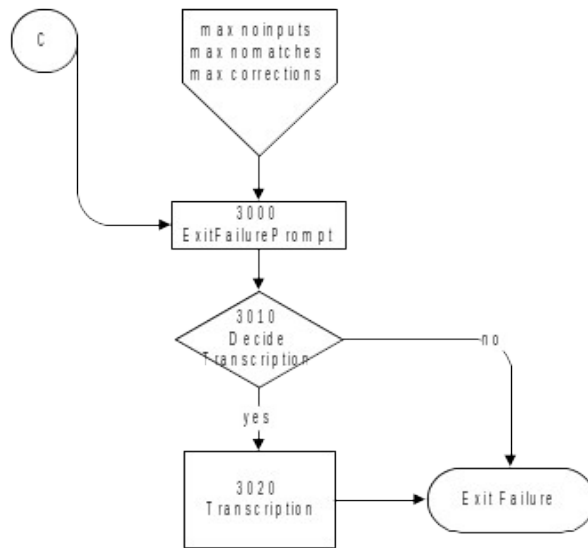 C
max noinputs
max nomatches
max corrections
3000
ExitFailurePrompt
3010
Decide
Transcription
no
yes
3020
Transcription
Exit Failure